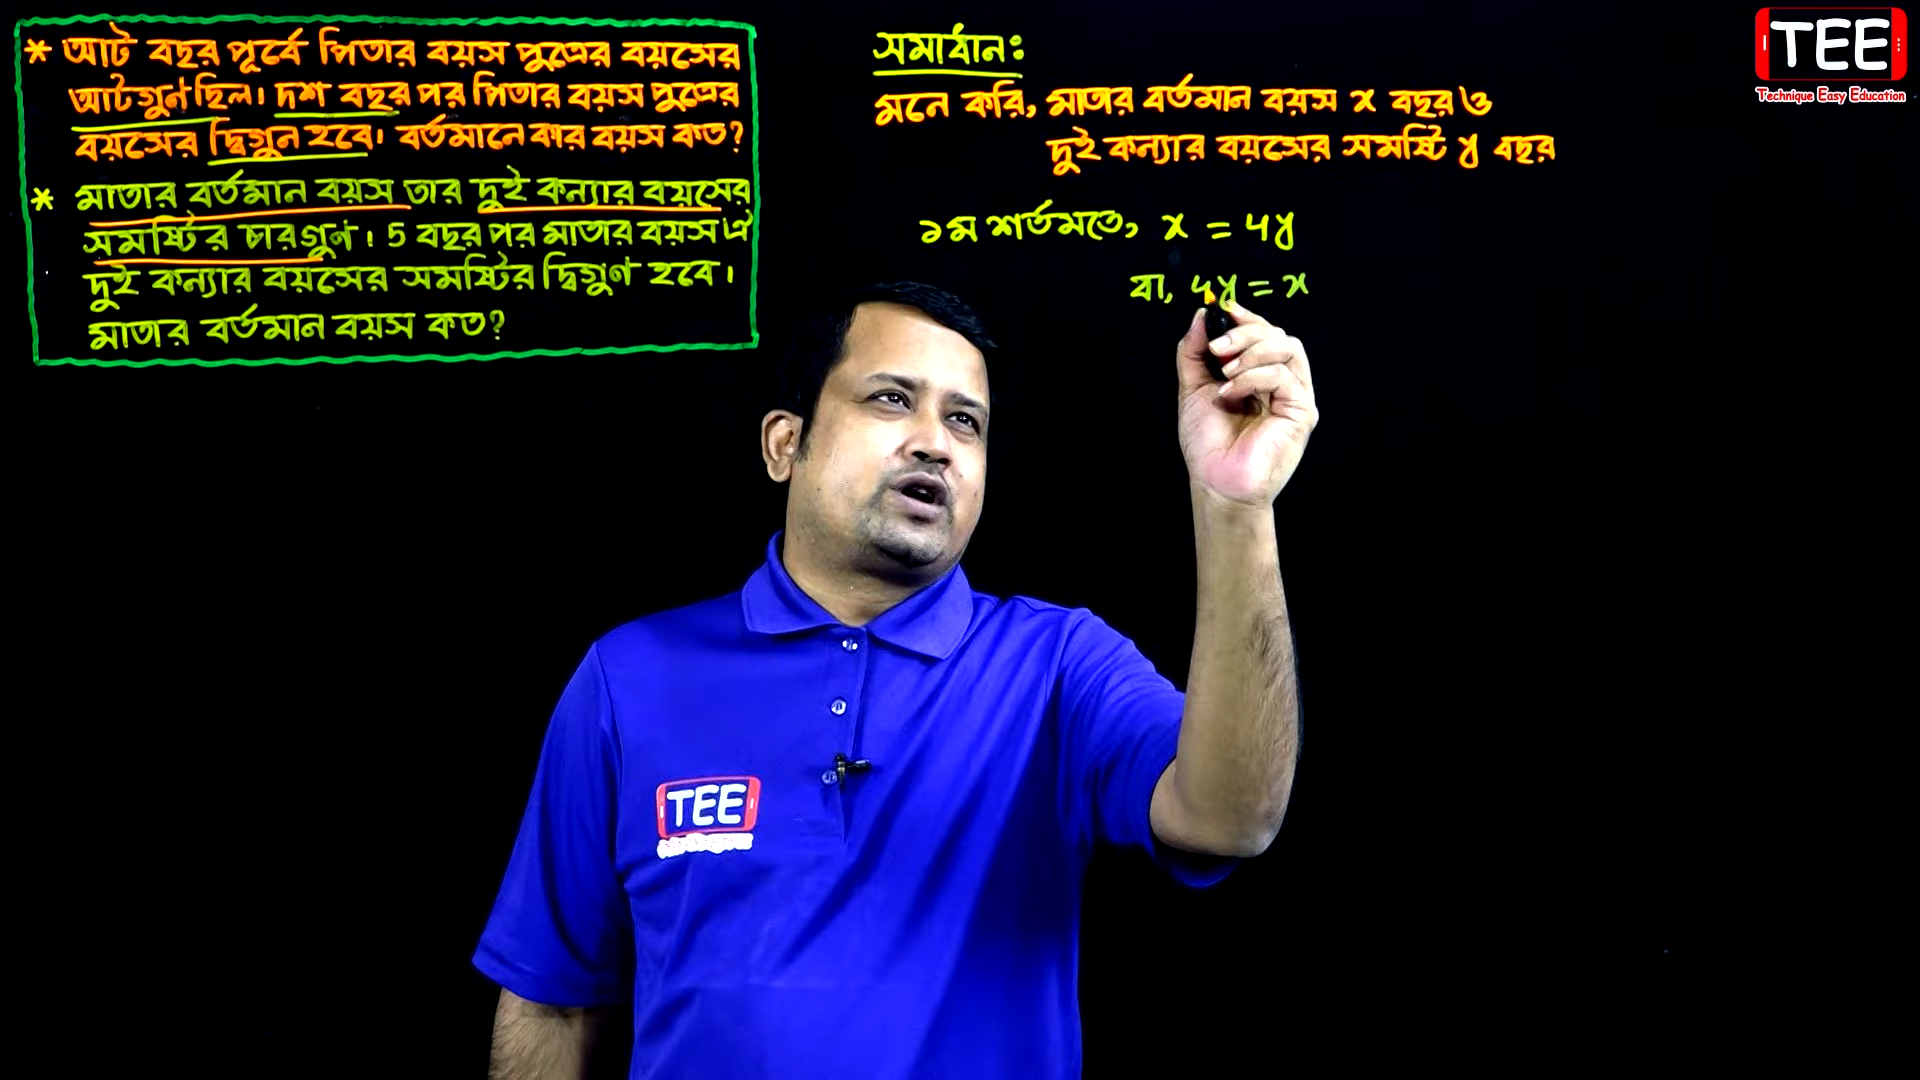 * আট বছর পূর্বে পিতার বয়স পুত্রের বয়সের
আটগুণ ছিল। দশ বছর পর পিতার বয়স পুত্রের
বয়সের দ্বিগুন হবে। বর্তমানে কার বয়স কত?
* মাতার বর্তমান বয়স তার দুই কন্যার বয়সের
সমষ্টির চারগুণ। 5 বছর পর মাতার বয়স ঐ
দুই কন্যার বয়সের সমষ্টির দ্বিগুণ হবে।
মাতার বর্তমান বয়স কত?
সমাধানঃ
মনে করি, মাতার বর্তমান বয়স x বছর ও
দুই কন্যার বয়সের সমষ্টি y বছর
১ম শর্তমতে, x = 4y
বা, 4y = x
TEE
Technique Easy Education
TEE